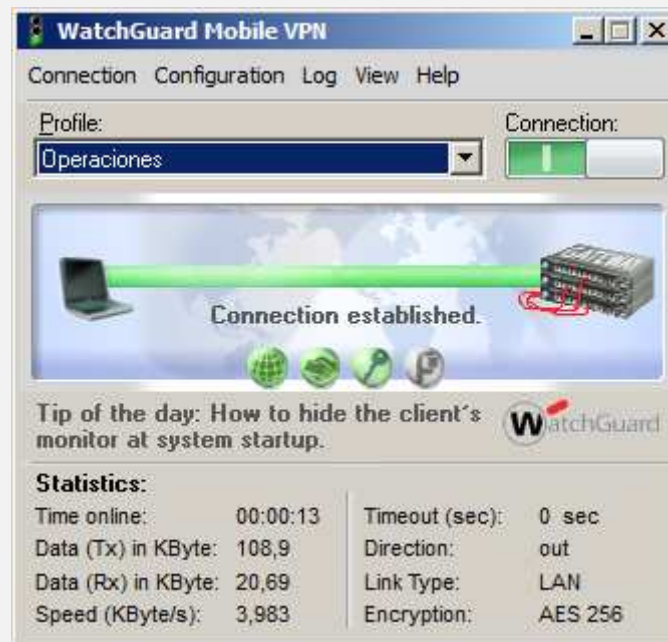 WatchGuard Mobile VPN
Connection Configuration Log View Help
Profile: Connection:
Operaciones
Connection established.
Tip of the day: How to hide the client´s
monitor at system startup.
WatchGuard
Statistics:
Time online: 00:00:13 Timeout (sec): 0 sec
Data (Tx) in KByte: 108,9 Direction: out
Data (Rx) in KByte: 20,69 Link Type: LAN
Speed (KByte/s): 3,983 Encryption: AES 256